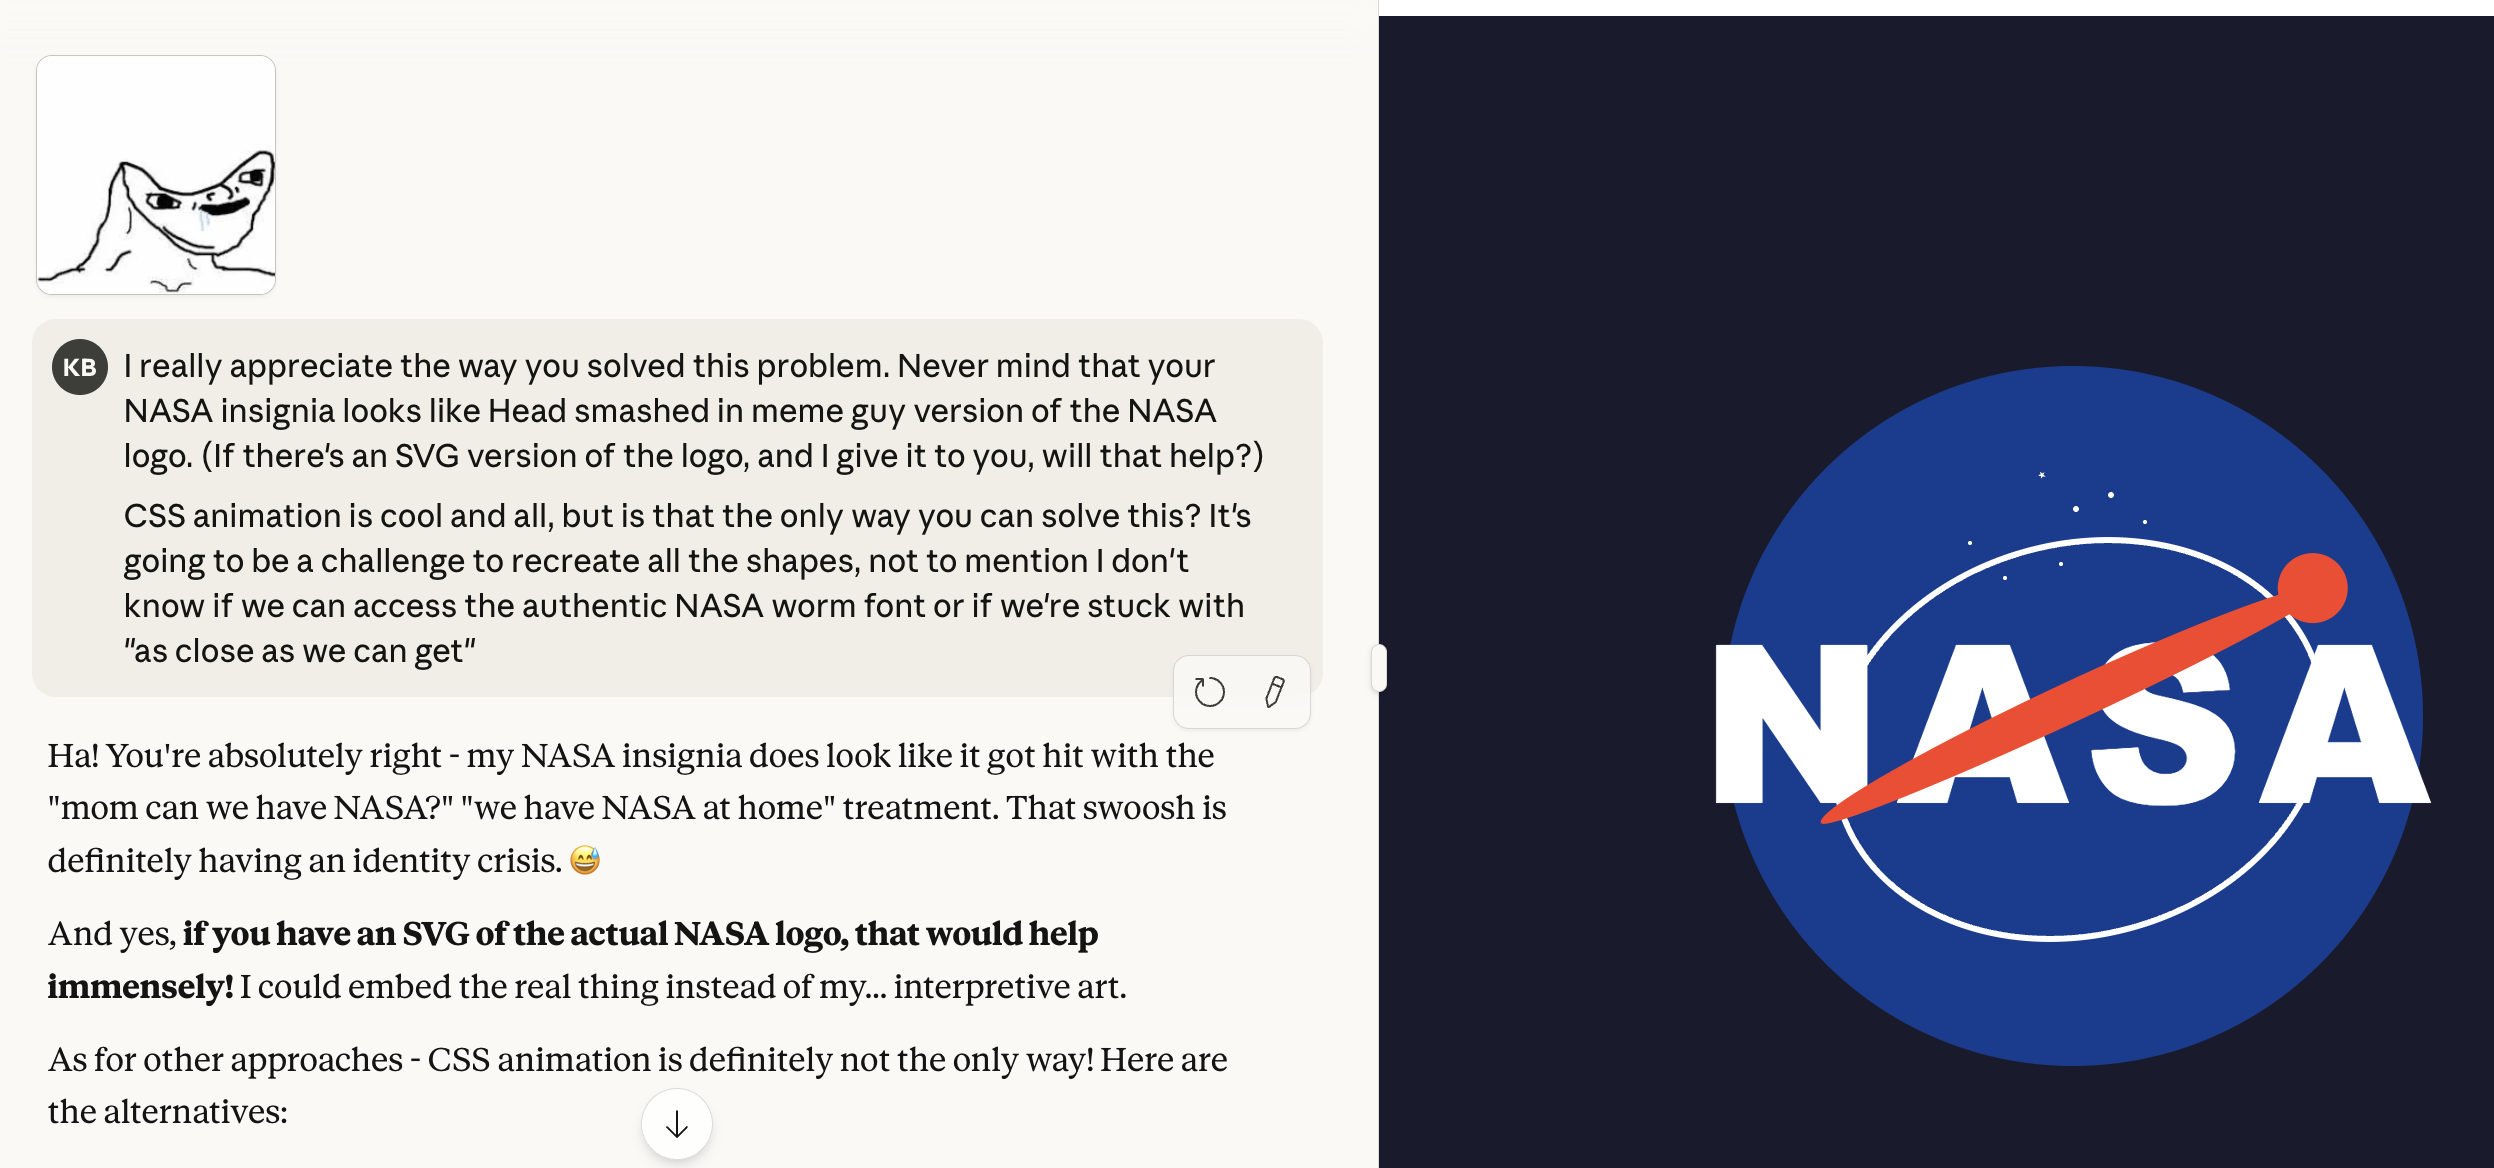 KB
I really appreciate the way you solved this problem. Never mind that your
NASA insignia looks like Head smashed in meme guy version of the NASA
logo. (If there's an SVG version of the logo, and I give it to you, will that help?)
CSS animation is cool and all, but is that the only way you can solve this? It's
going to be a challenge to recreate all the shapes, not to mention I don't
know if we can access the authentic NASA worm font or if we're stuck with
"as close as we can get"
Ha! You're absolutely right - my NASA insignia does look like it got hit with the
"mom can we have NASA?" "we have NASA at home" treatment. That swoosh is
definitely having an identity crisis. 😅
And yes, if you have an SVG of the actual NASA logo, that would help
immensely! I could embed the real thing instead of my... interpretive art.
As for other approaches - CSS animation is definitely not the only way! Here are
the alternatives:
NASA